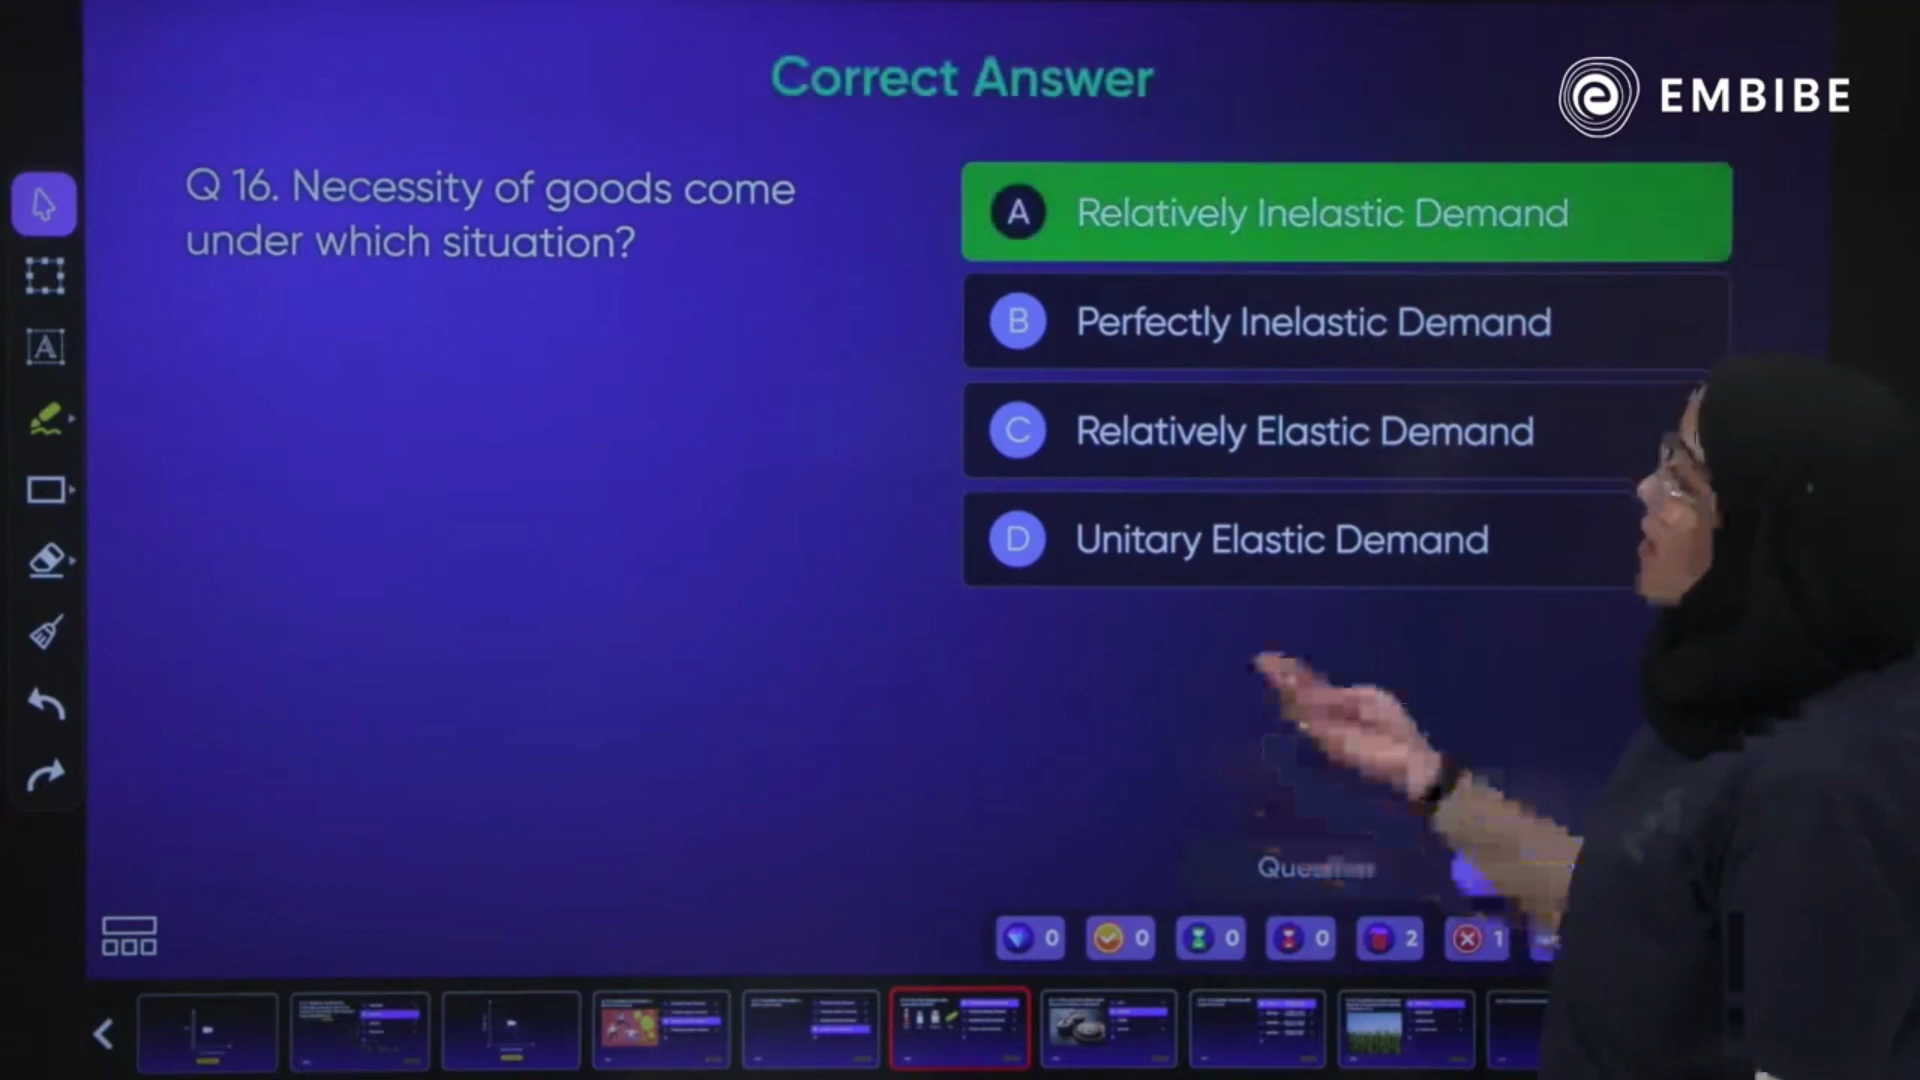 Correct Answer
EMBIBE
Q 16. Necessity of goods come
under which situation?
A Relatively Inelastic Demand
B Perfectly Inelastic Demand
C Relatively Elastic Demand
D Unitary Elastic Demand
0 0 0 0 2 1